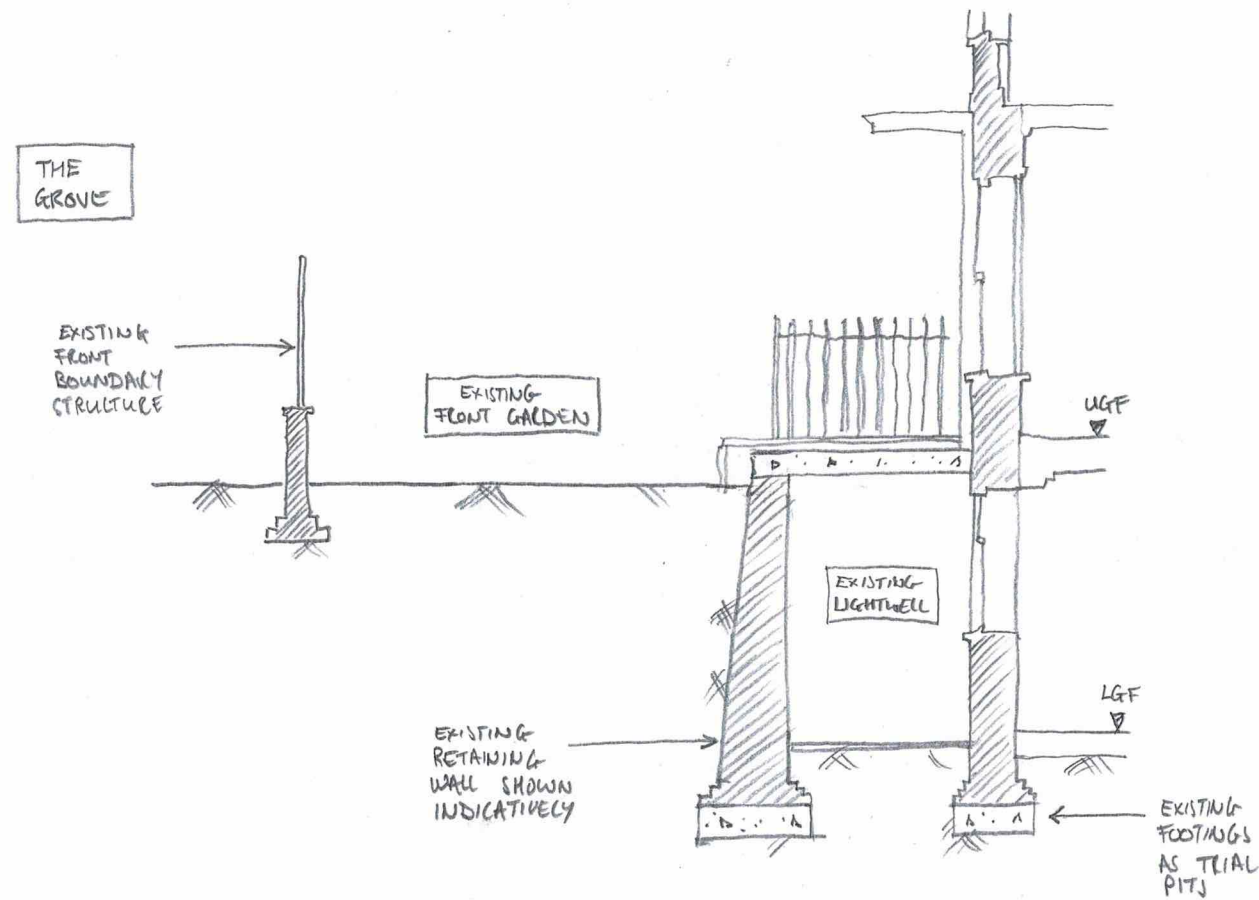 THE
GROVE
EXISTING
FRONT
BOUNDARY
STRUCTURE
EXISTING
FRONT GARDEN
UGF
EXISTING
LIGHTWELL
LGF
EXISTING
RETAINING
WALL SHOWN
INDICATIVELY
EXISTING
FOOTINGS
AS TRIAL
PITS